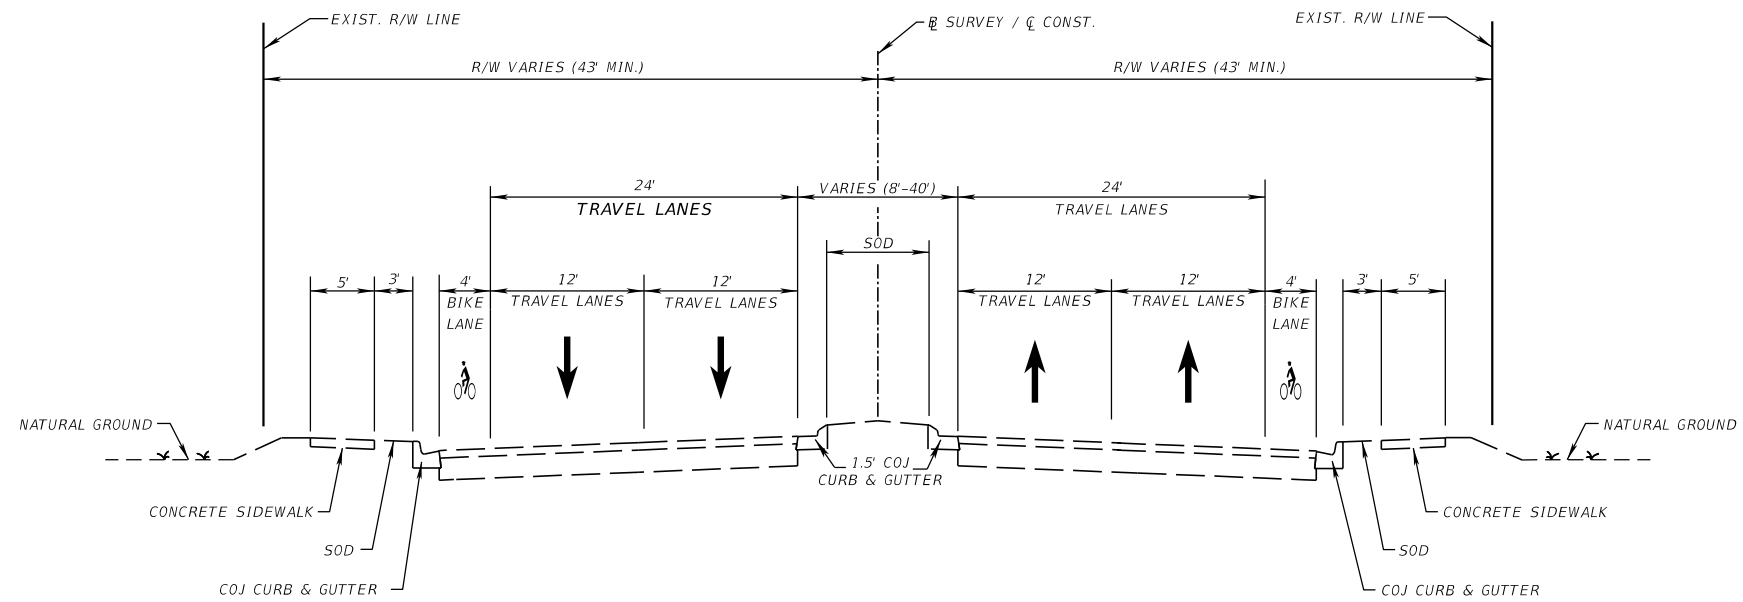 EXIST. R/W LINE
℄ SURVEY / ℄ CONST.
EXIST. R/W LINE
R/W VARIES (43' MIN.)
R/W VARIES (43' MIN.)
24'
TRAVEL LANES
VARIES (8'-40')
24'
TRAVEL LANES
SOD
5'
3'
4'
BIKE
LANE
12'
TRAVEL LANES
12'
TRAVEL LANES
12'
TRAVEL LANES
12'
TRAVEL LANES
4'
BIKE
LANE
3'
5'
NATURAL GROUND
NATURAL GROUND
1.5' COJ
CURB & GUTTER
CONCRETE SIDEWALK
CONCRETE SIDEWALK
SOD
SOD
COJ CURB & GUTTER
COJ CURB & GUTTER